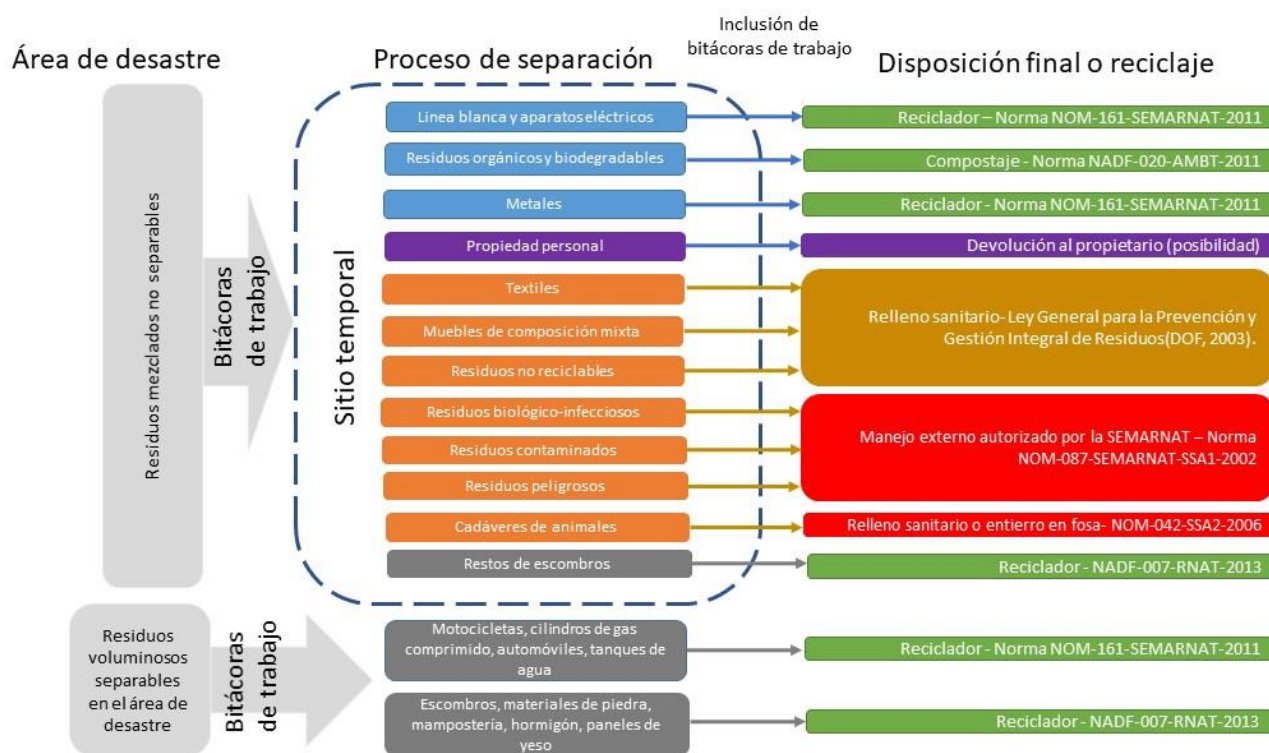 Área de desastre
Proceso de separación
Inclusión de
bitácoras de trabajo
Disposición final o reciclaje
Residuos mezclados no separables
Bitácoras
de trabajo
Sitio temporal
Linea blanca y aparatos eléctricos
Reciclador – Norma NOM-161-SEMARNAT-2011
Residuos orgánicos y biodegradables
Compostaje - Norma NADF-020-AMBT-2011
Metales
Reciclador - Norma NOM-161-SEMARNAT-2011
Propiedad personal
Devolución al propietario (posibilidad)
Textiles
Muebles de composición mixta
Residuos no reciclables
Relleno sanitario- Ley General para la Prevención y
Gestión Integral de Residuos(DOF, 2003).
Residuos biológico-infecciosos
Residuos contaminados
Residuos peligrosos
Manejo externo autorizado por la SEMARNAT – Norma
NOM-087-SEMARNAT-SSA1-2002
Cadáveres de animales
Relleno sanitario o entierro en fosa- NOM-042-SSA2-2006
Restos de escombros
Reciclador - NADF-007-RNAT-2013
Residuos
voluminosos
separables
en el área de
desastre
Bitácoras
de trabajo
Motocicletas, cilindros de gas
comprimido, automóviles, tanques de
agua
Reciclador - Norma NOM-161-SEMARNAT-2011
Escombros, materiales de piedra,
mampostería, hormigón, paneles de
yeso
Reciclador - NADF-007-RNAT-2013